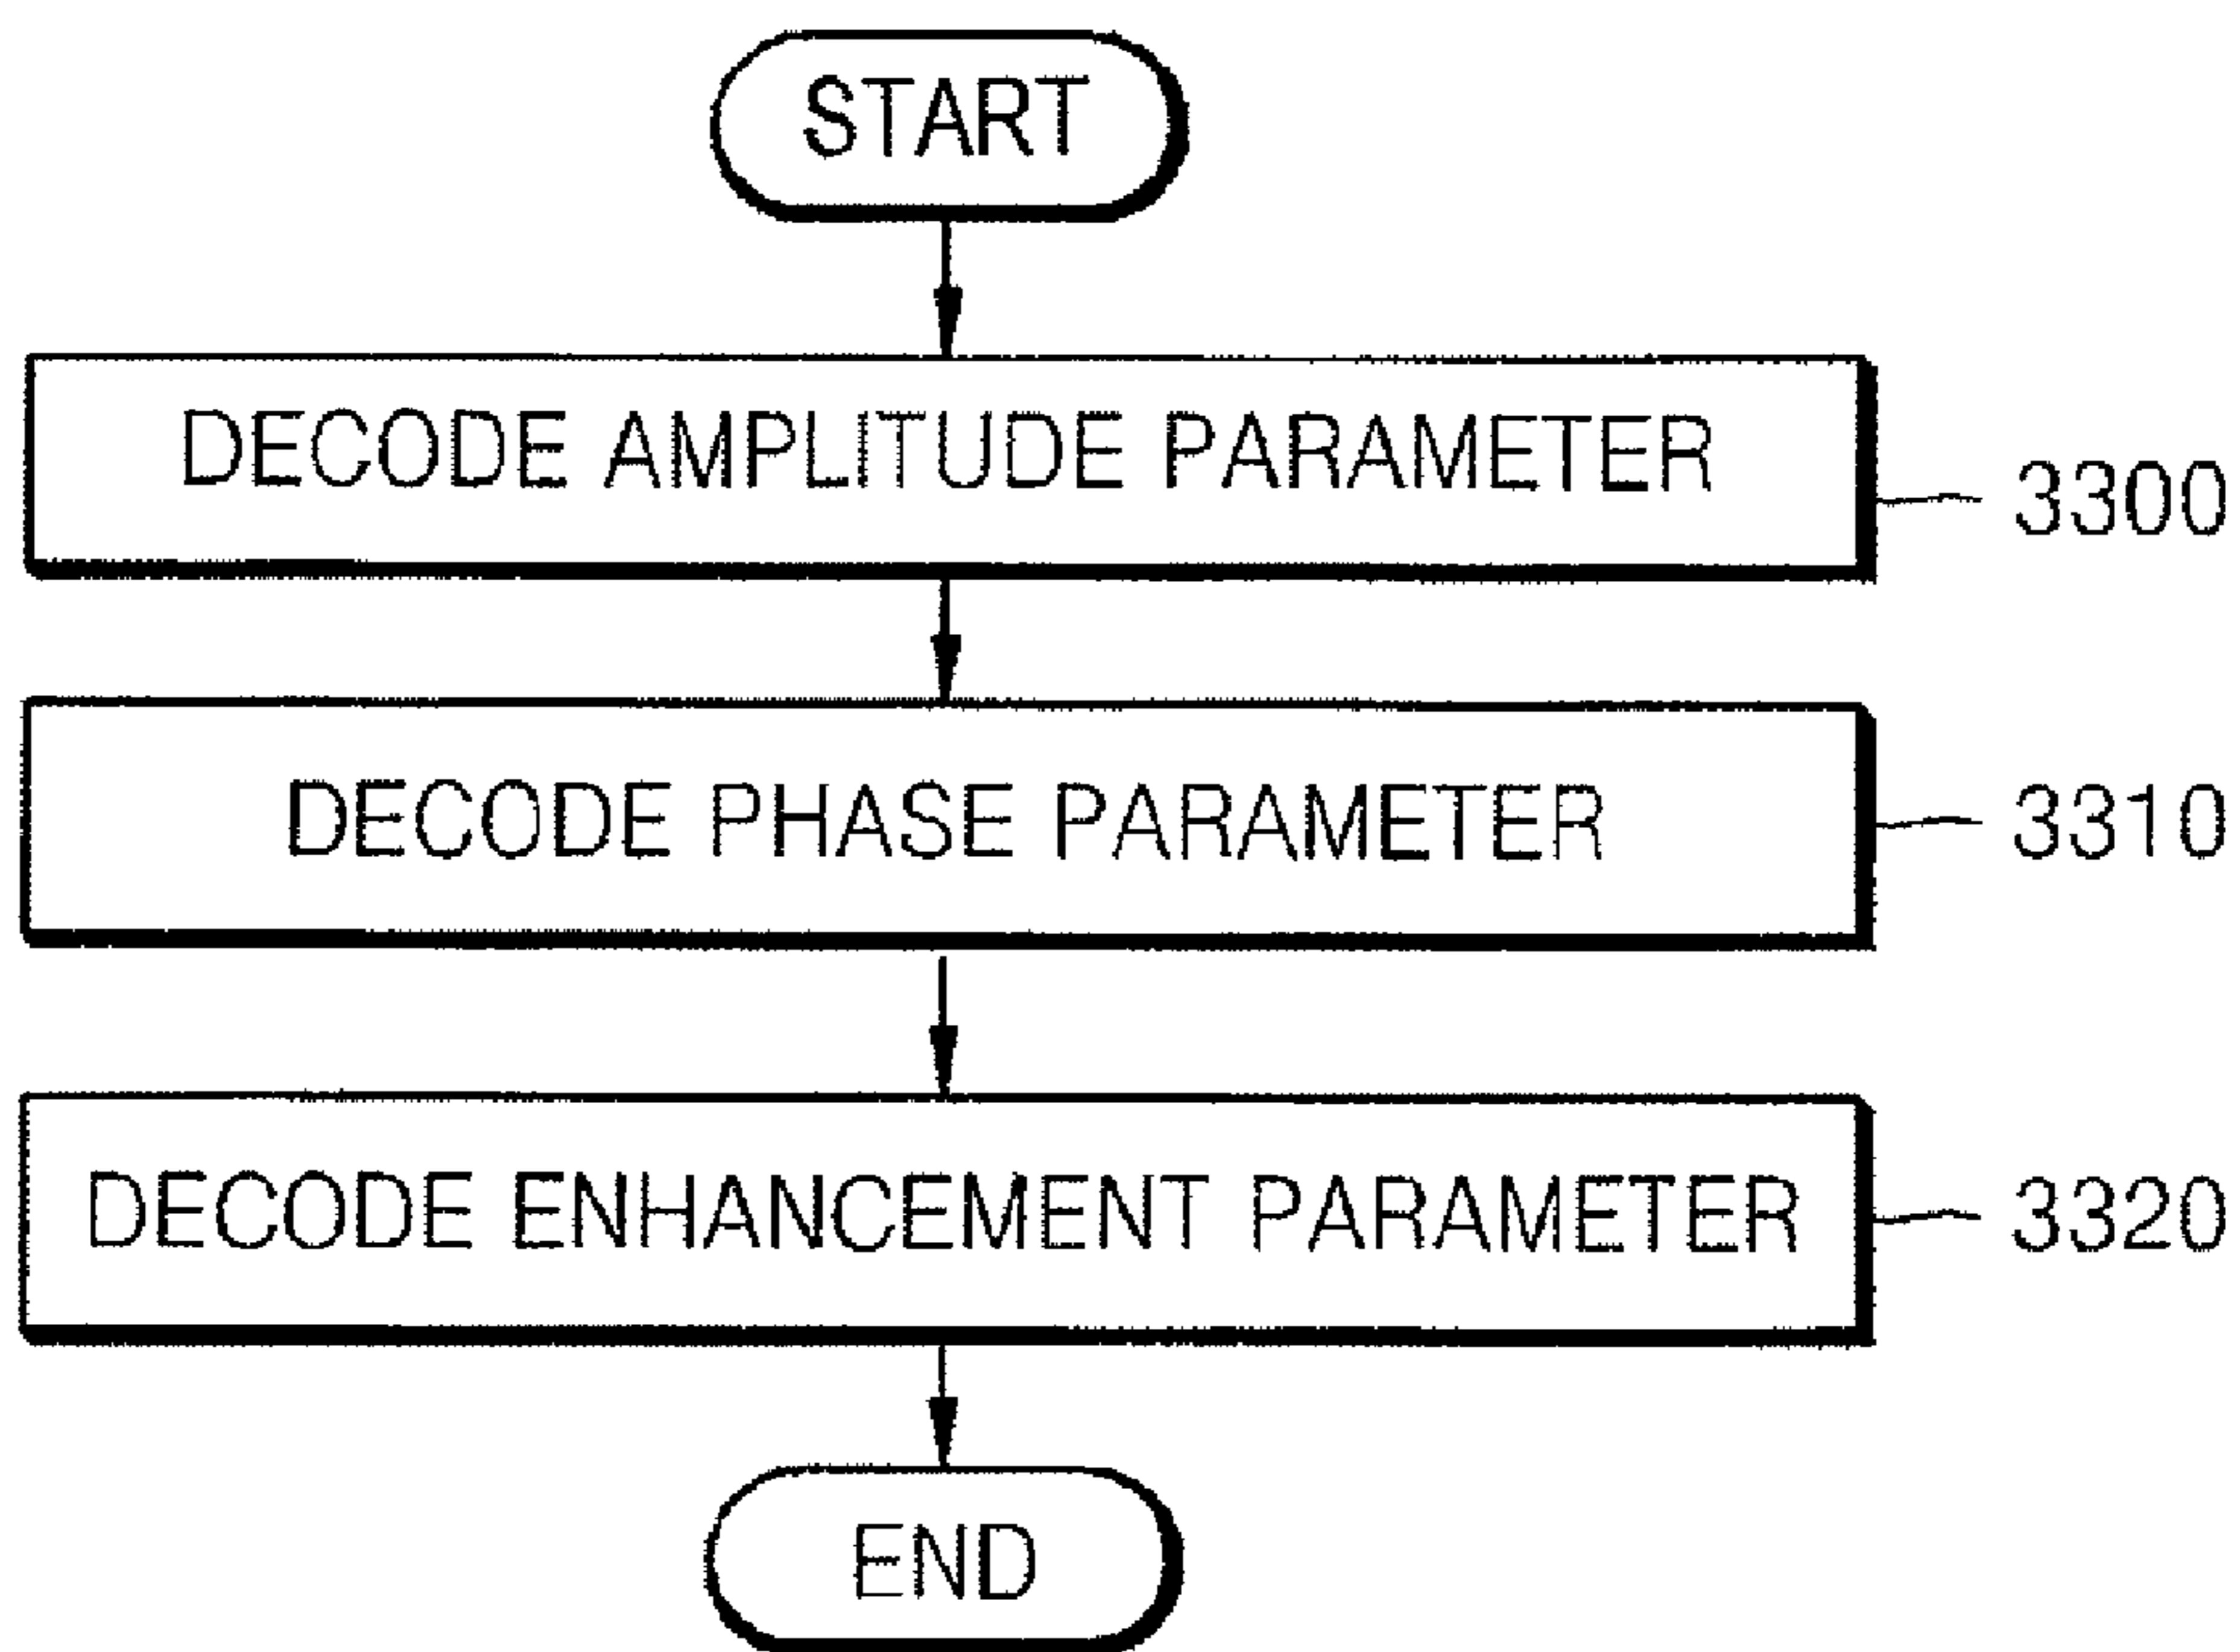 START
DECODE AMPLITUDE PARAMETER
3300
DECODE PHASE PARAMETER
3310
DECODE ENHANCEMENT PARAMETER
3320
END